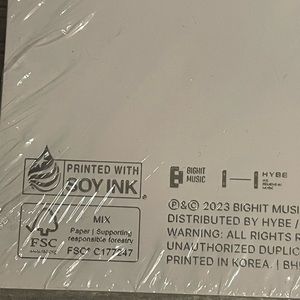 PRINTED WITH
SOY INK
BIGHIT
MUSIC
HYBE
MIX
Paper | Supporting
responsible forestry
FSC
FSC® C177247
℗&© 2023 BIGHIT MUSI
DISTRIBUTED BY HYBE /
WARNING: ALL RIGHTS R
UNAUTHORIZED DUPLIC
PRINTED IN KOREA. | BH